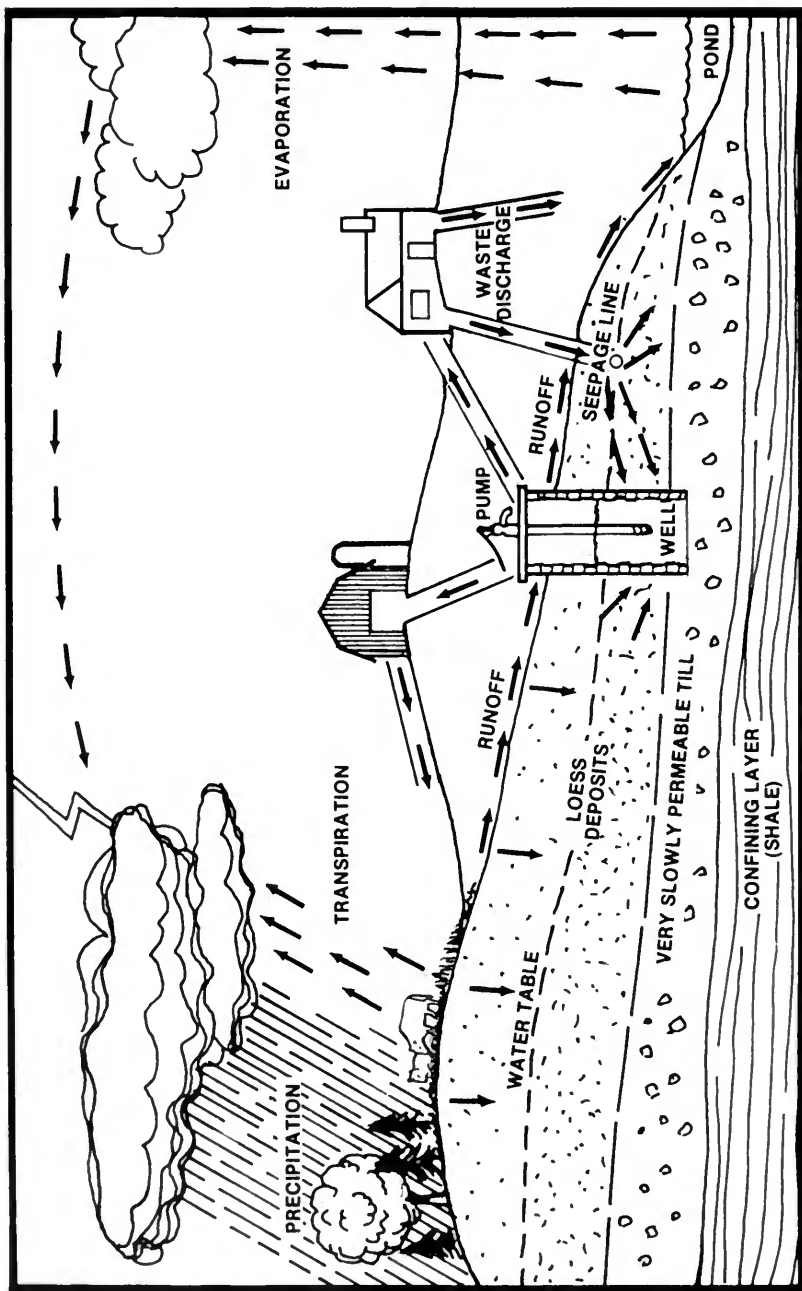 EVAPORATION
TRANSPIRATION
PRECIPITATION
WASTE
DISCHARGE
PUMP
RUNOFF
RUNOFF
SEEPAGE LINE
POND
WELL
WATER TABLE
LOESS
DEPOSITS
VERY SLOWLY PERMEABLE TILL
CONFINING LAYER
(SHALE)